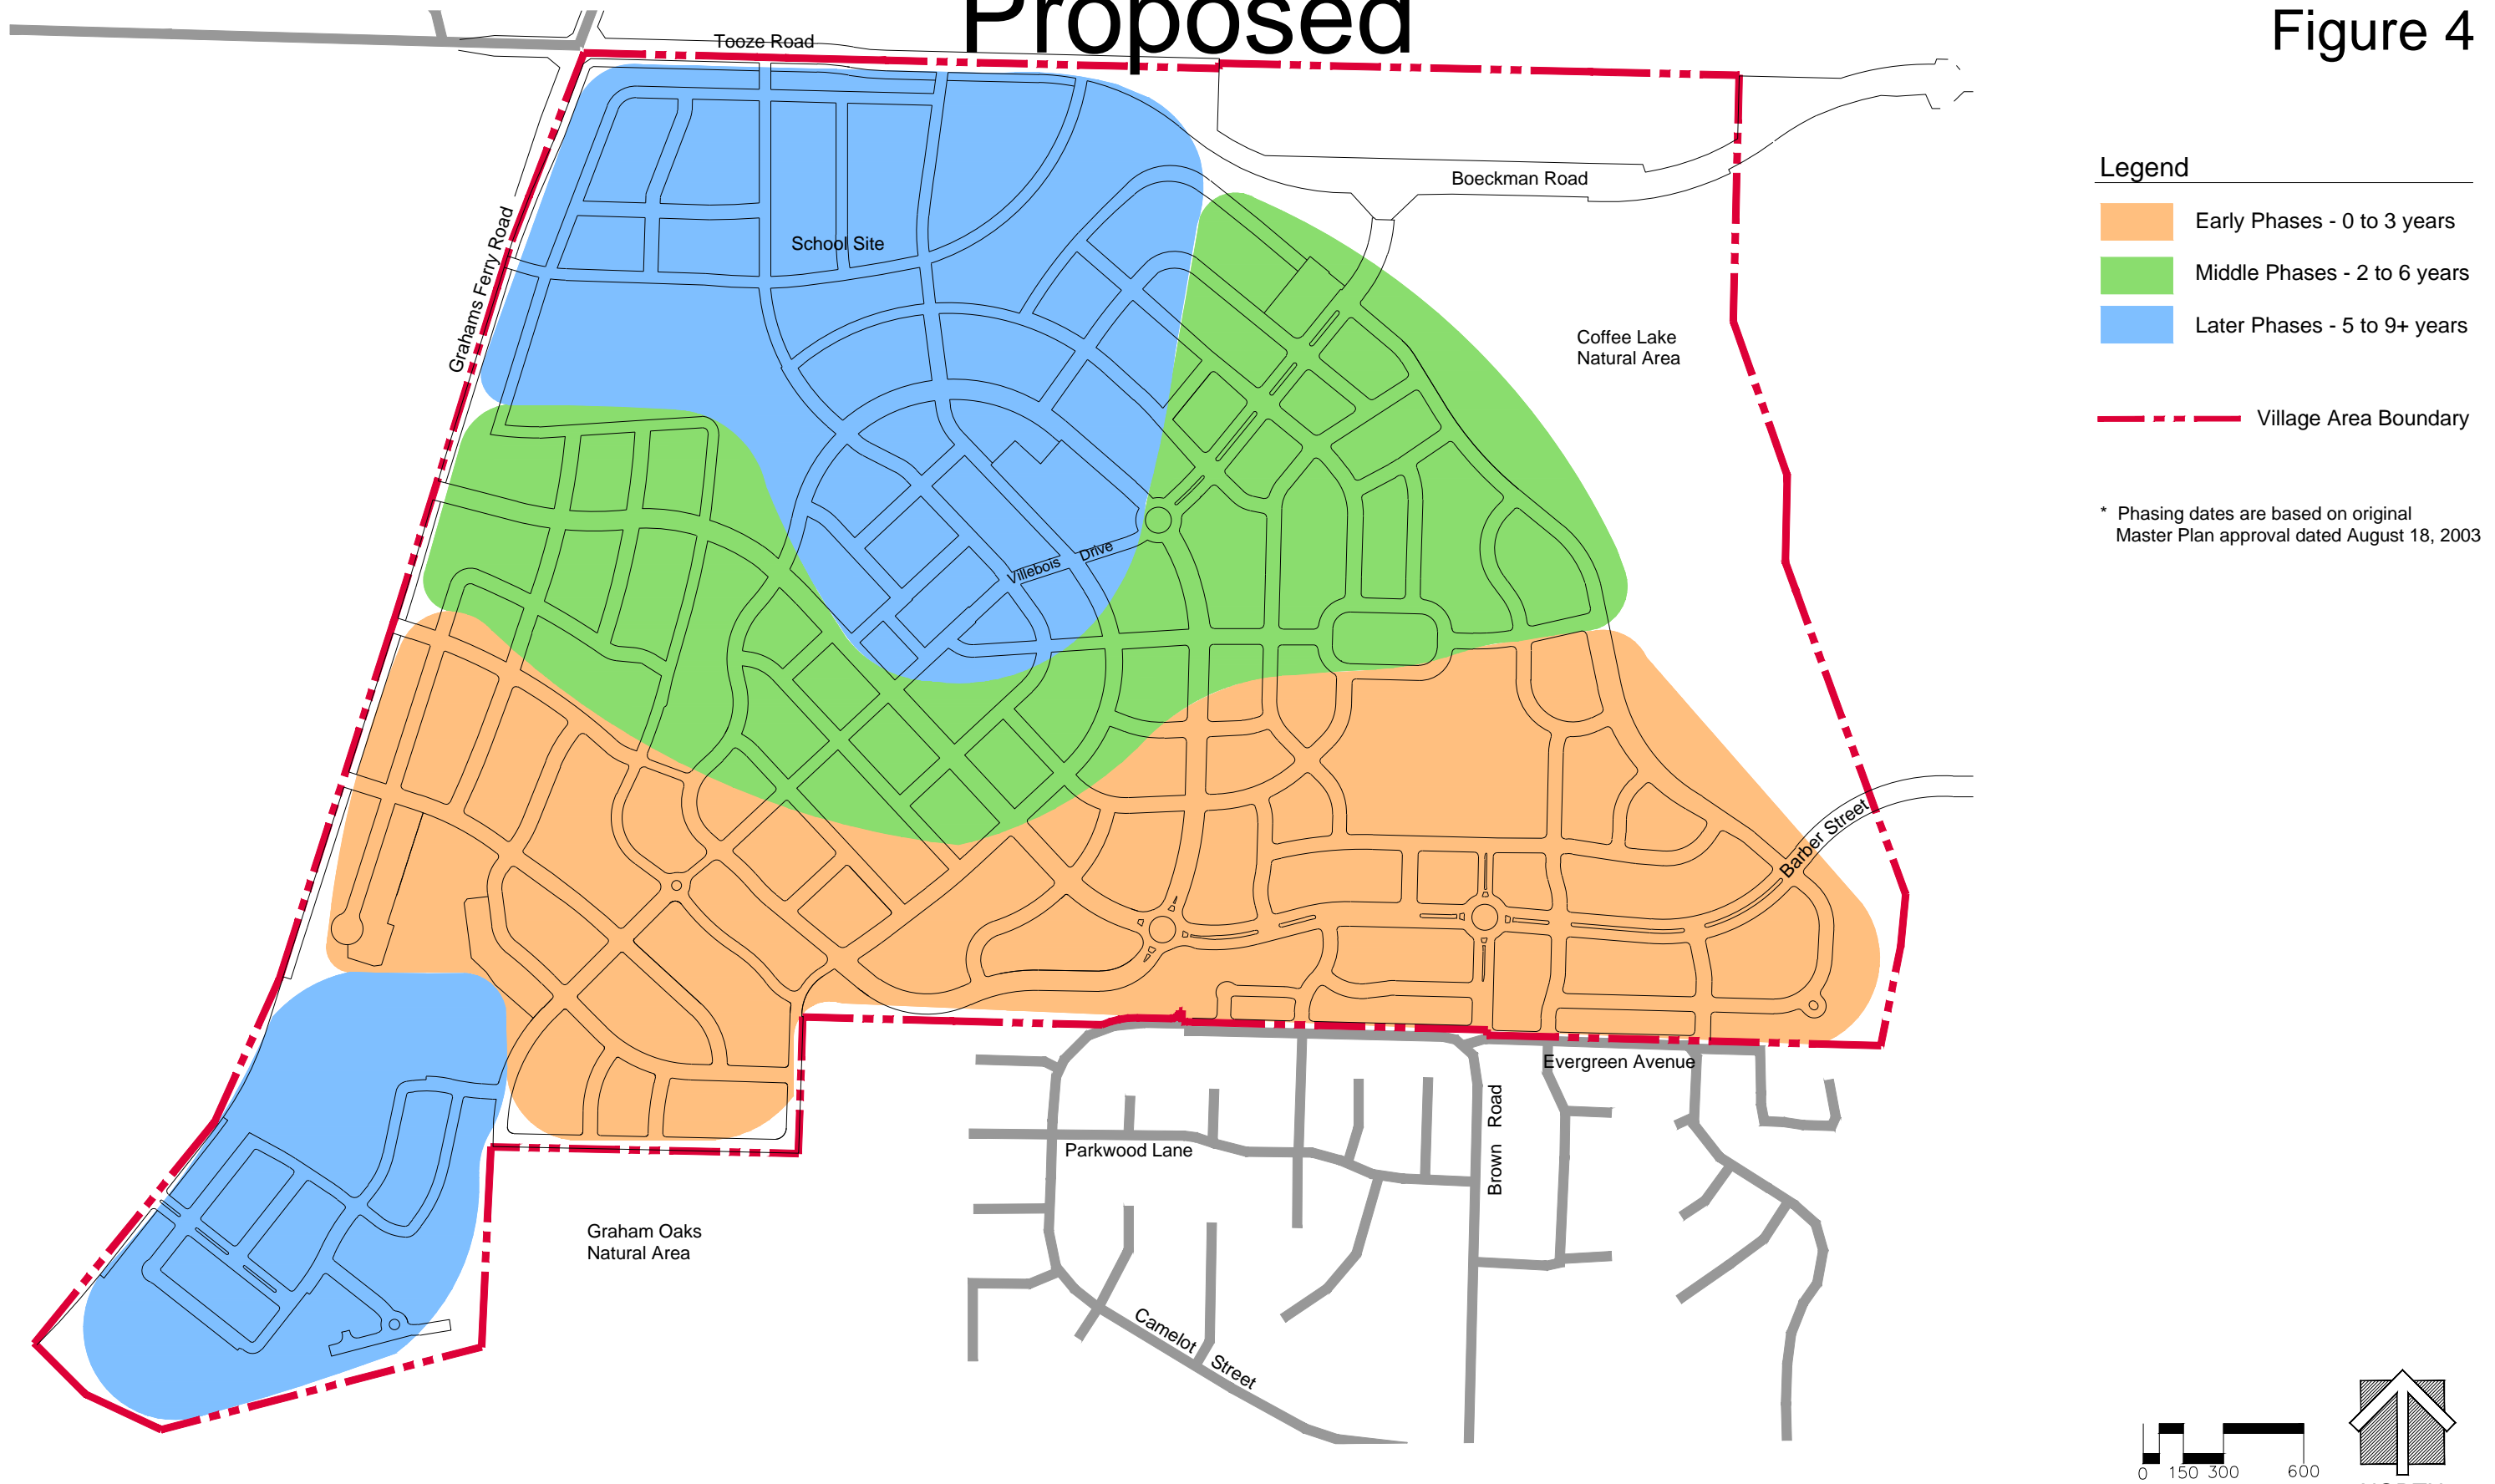 Proposed
Figure 4
Tooze Road
Boeckman Road
Grahams Ferry Road
School Site
Coffee Lake
Natural Area
Villebois Drive
Barber Street
Evergreen Avenue
Parkwood Lane
Brown Road
Graham Oaks
Natural Area
Camelot Street
Legend
Early Phases - 0 to 3 years
Middle Phases - 2 to 6 years
Later Phases - 5 to 9+ years
Village Area Boundary
* Phasing dates are based on original
Master Plan approval dated August 18, 2003
0 150 300 600